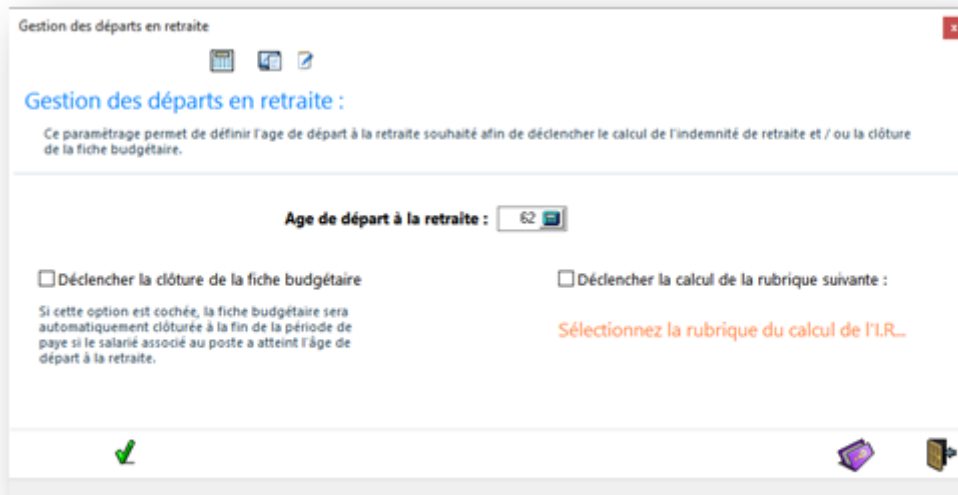 Gestion des départs en retraite
x
Gestion des départs en retraite :
Ce paramètrage permet de définir l'age de départ à la retraite souhaité afin de déclencher le calcul de l'indemnité de retraite et / ou la clôture
de la fiche budgétaire.
Age de départ à la retraite : 62
Déclencher la clôture de la fiche budgétaire
Si cette option est cochée, la fiche budgétaire sera
automatiquement clôturée à la fin de la période de
paye si le salarié associé au poste a atteint l'âge de
départ à la retraite.
Déclencher la calcul de la rubrique suivante :
Sélectionnez la rubrique du calcul de l'I.R...